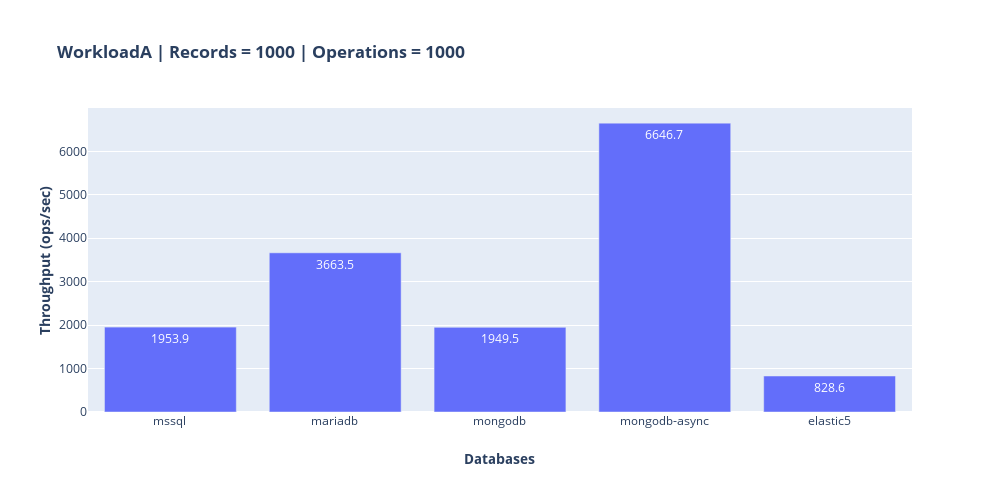 WorkloadA | Records = 1000 | Operations = 1000
Throughput (ops/sec)
6000
5000
4000
3000
2000
1000
0
1953.9
3663.5
1949.5
6646.7
828.6
mssql
mariadb
mongodb
mongodb-async
elastic5
Databases